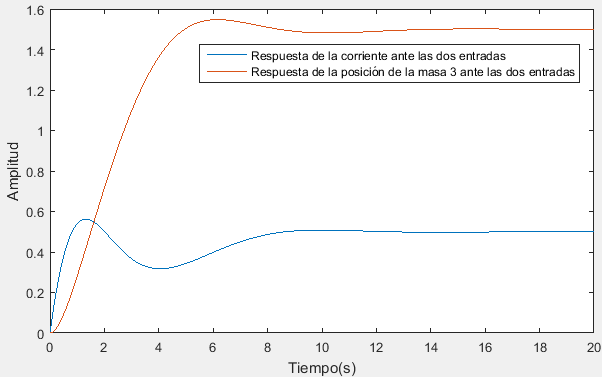 1.6
1.4
1.2
1
0.8
0.6
0.4
0.2
0
Amplitud
Respuesta de la corriente ante las dos entradas
Respuesta de la posición de la masa 3 ante las dos entradas
0 2 4 6 8 10 12 14 16 18 20
Tiempo(s)